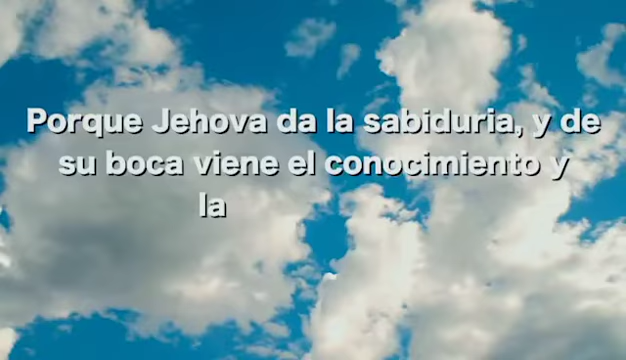 Porque Jehova da la sabiduria, y de
su boca viene el conocimiento y
la